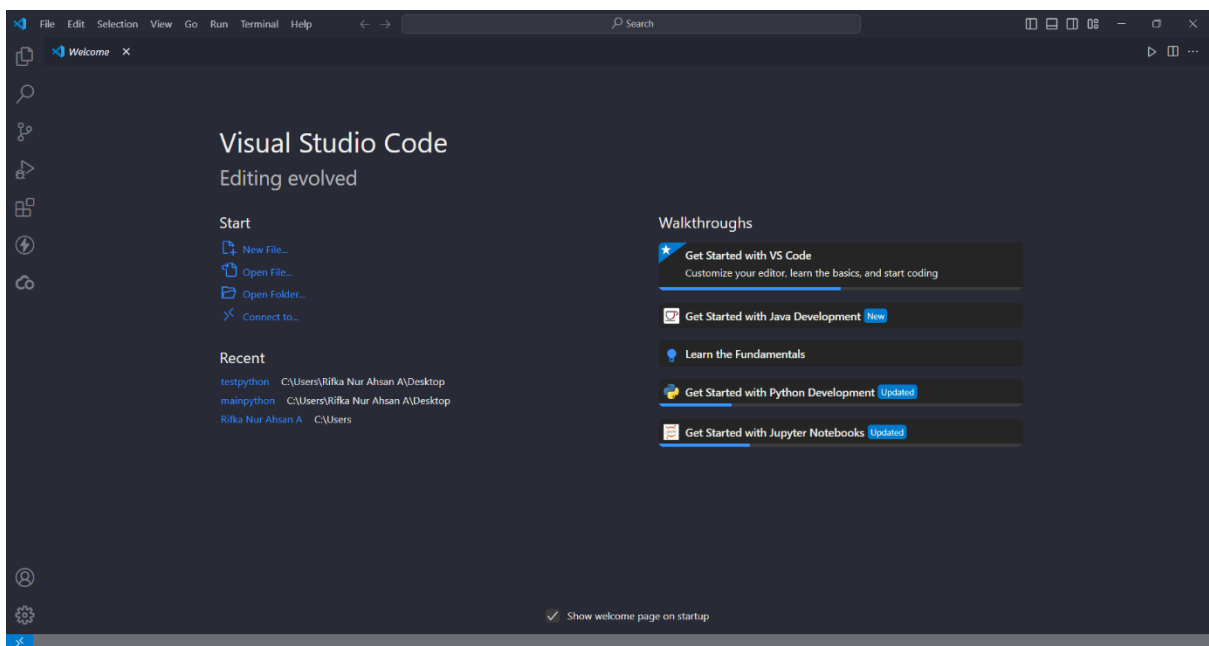 File Edit Selection View Go Run Terminal Help Search
Welcome
Visual Studio Code
Editing evolved
Start
New File...
Open File...
Open Folder...
Connect to...
Recent
testpython C:\Users\Rifka Nur Ahsan A\Desktop
mainpython C:\Users\Rifka Nur Ahsan A\Desktop
Rifka Nur Ahsan A C:\Users
Walkthroughs
Get Started with VS Code
Customize your editor, learn the basics, and start coding
Get Started with Java Development New
Learn the Fundamentals
Get Started with Python Development Updated
Get Started with Jupyter Notebooks Updated
Show welcome page on startup